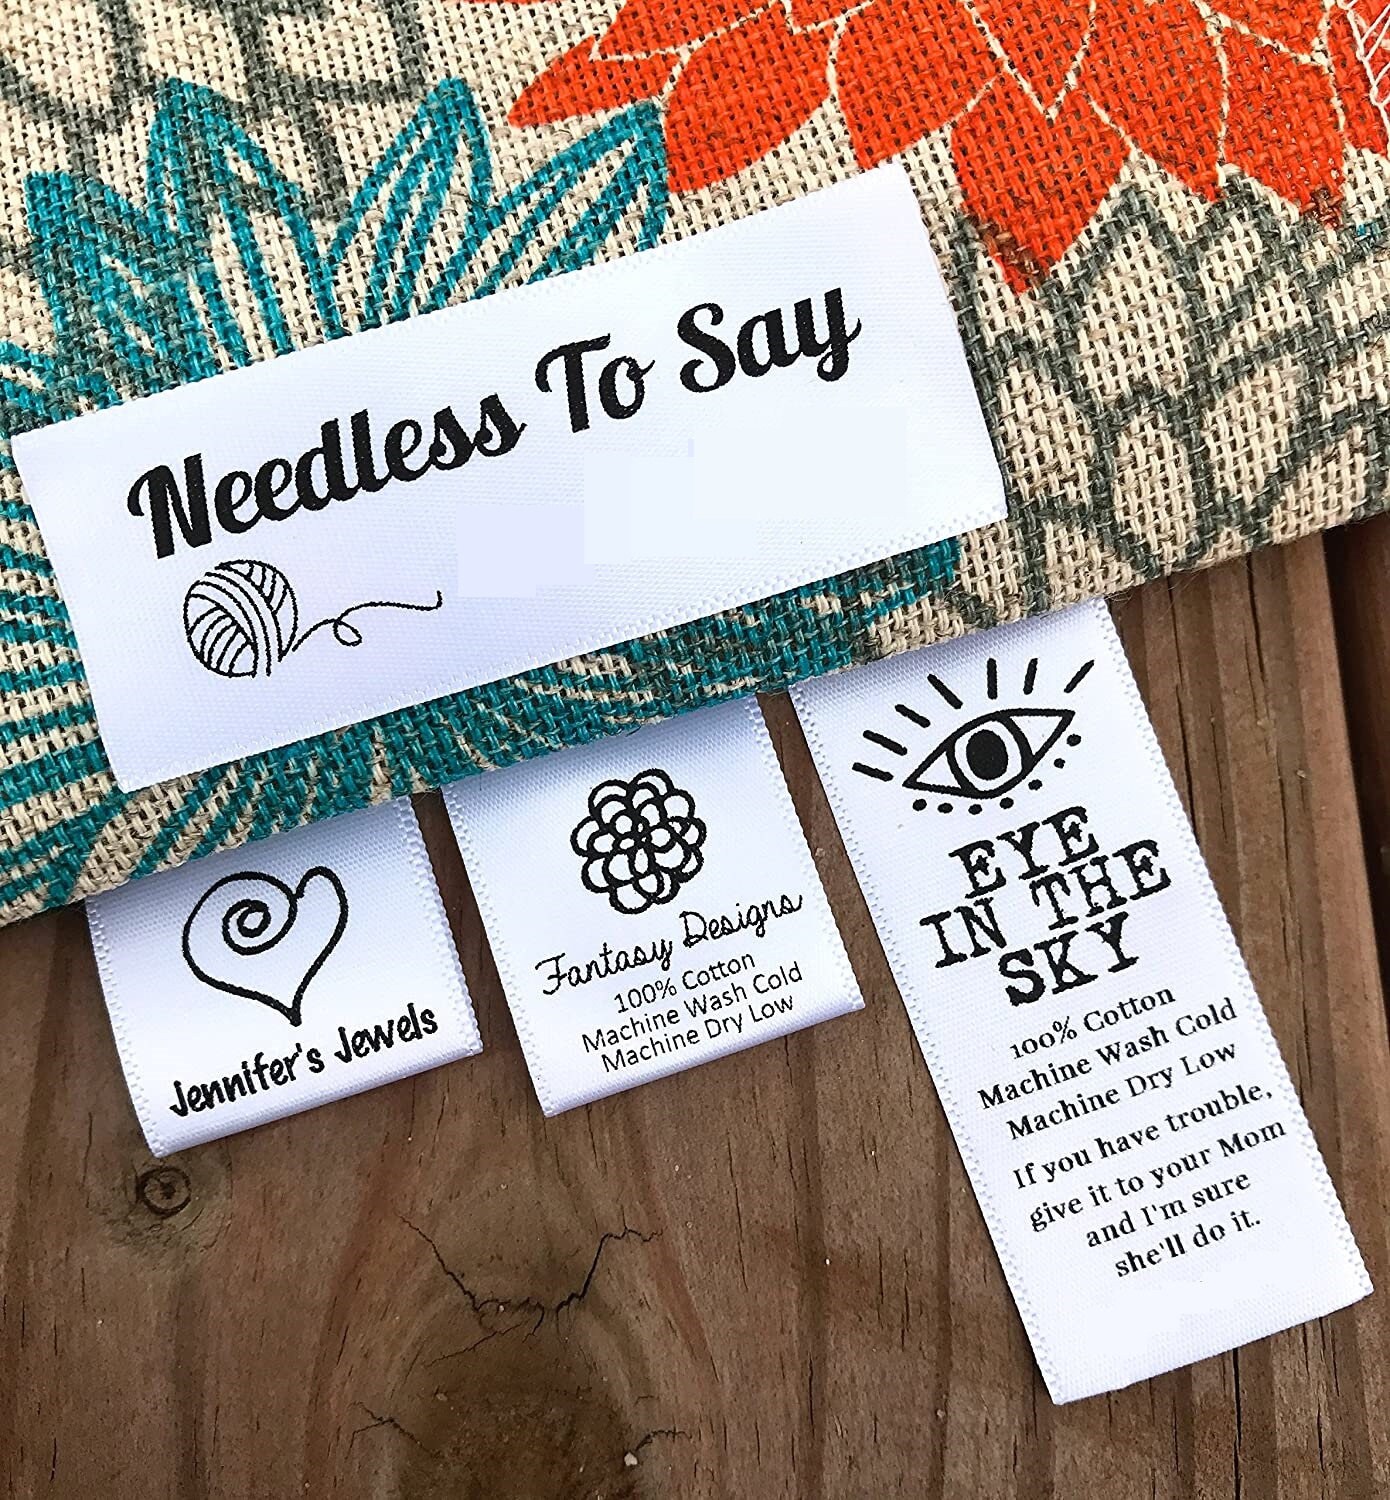 Needless To Say
Jennifer's Jewels
Fantasy Designs
100% Cotton
Machine Wash Cold
Machine Dry Low
EYE
IN THE
SKY
100% Cotton
Machine Wash Cold
Machine Dry Low
If you have trouble,
give it to your Mom
and I'm sure
she'll do it.